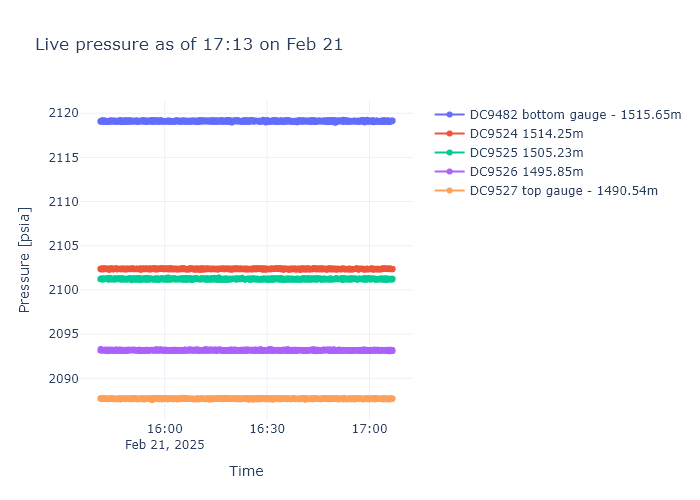 Live pressure as of 17:13 on Feb 21
DC9482 bottom gauge - 1515.65m
DC9524 1514.25m
DC9525 1505.23m
DC9526 1495.85m
DC9527 top gauge - 1490.54m
Pressure [psia]
2120
2115
2110
2105
2100
2095
2090
16:00
Feb 21, 2025
16:30
17:00
Time